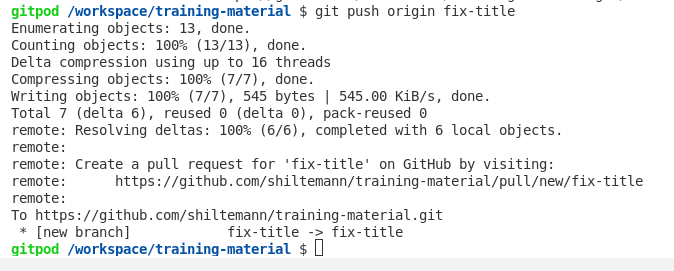 gitpod /workspace/training-material $ git push origin fix-title
Enumerating objects: 13, done.
Counting objects: 100% (13/13), done.
Delta compression using up to 16 threads
Compressing objects: 100% (7/7), done.
Writing objects: 100% (7/7), 545 bytes | 545.00 KiB/s, done.
Total 7 (delta 6), reused 0 (delta 0), pack-reused 0
remote: Resolving deltas: 100% (6/6), completed with 6 local objects.
remote:
remote: Create a pull request for 'fix-title' on GitHub by visiting:
remote:      https://github.com/shiltemann/training-material/pull/new/fix-title
remote:
To https://github.com/shiltemann/training-material.git
 * [new branch]            fix-title -> fix-title
gitpod /workspace/training-material $